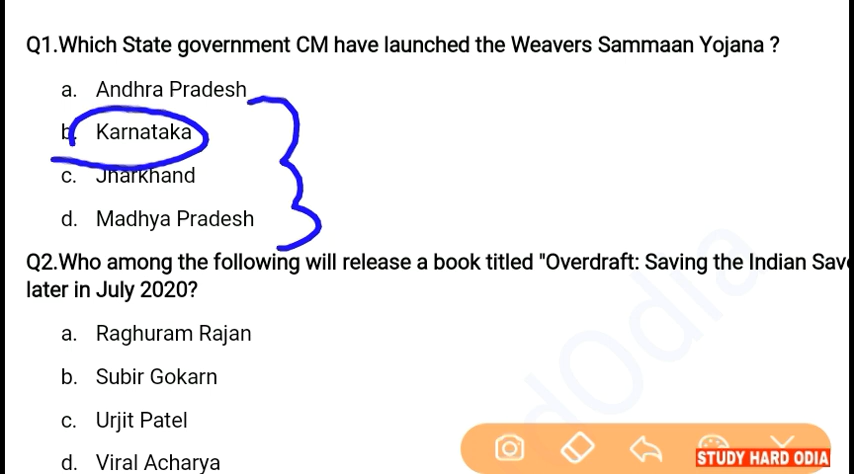 Q1.Which State government CM have launched the Weavers Sammaan Yojana ?
a. Andhra Pradesh
b. Karnataka
c. Jharkhand
d. Madhya Pradesh
Q2.Who among the following will release a book titled "Overdraft: Saving the Indian
later in July 2020?
a. Raghuram Rajan
b. Subir Gokarn
c. Urjit Patel
d. Viral Acharya
STUDY HARD ODIA